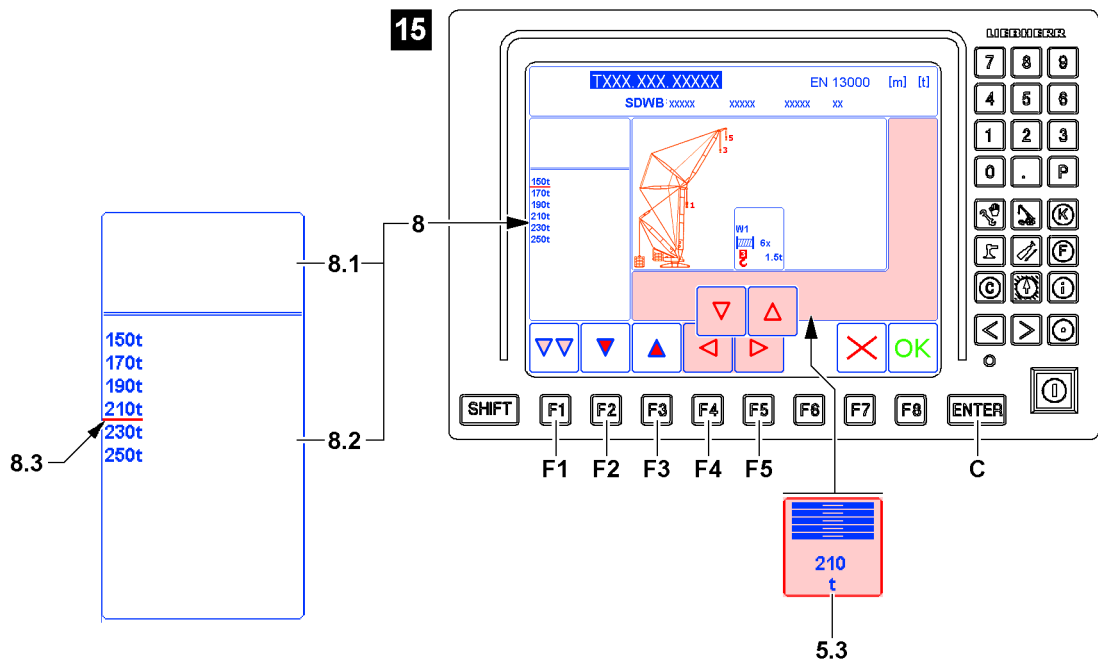 15
LIEBHERR
TXXX.XXX.XXXXX
EN 13000 [m] [t]
SDWB xxxxx xxxxx xxxxx xx
7 8 9
4 5 6
1 2 3
0 . P
150t
170t
190t
210t
230t
250t
5
3
1
W1
6x
1.5t
K
F
C i
< >
OK
SHIFT F1 F2 F3 F4 F5 F6 F7 F8 ENTER
F1 F2 F3 F4 F5 C
8
8.1
150t
170t
190t
210t
230t
250t
8.2
8.3
210
t
5.3